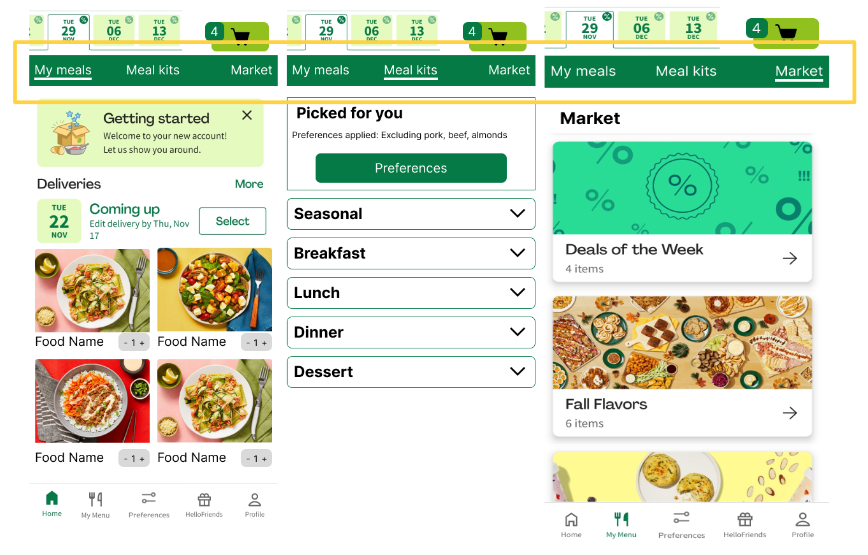 TUE
29
NOV
TUE
06
DEC
TUE
13
DEC
4
My meals
Meal kits
Market
Getting started
Welcome to your new account!
Let us show you around.
Deliveries
More
TUE
22
NOV
Coming up
Edit delivery by Thu, Nov
17
Select
Food Name
- 1 +
Food Name
- 1 +
Food Name
- 1 +
Food Name
- 1 +
Home
My Menu
Preferences
HelloFriends
Profile
TUE
29
NOV
TUE
06
DEC
TUE
13
DEC
4
My meals
Meal kits
Market
Picked for you
Preferences applied: Excluding pork, beef, almonds
Preferences
Seasonal
Breakfast
Lunch
Dinner
Dessert
TUE
29
NOV
TUE
06
DEC
TUE
13
DEC
4
My meals
Meal kits
Market
Market
%
%
%
%
%
!!!
Deals of the Week
4 items
Fall Flavors
6 items
Home
My Menu
Preferences
HelloFriends
Profile